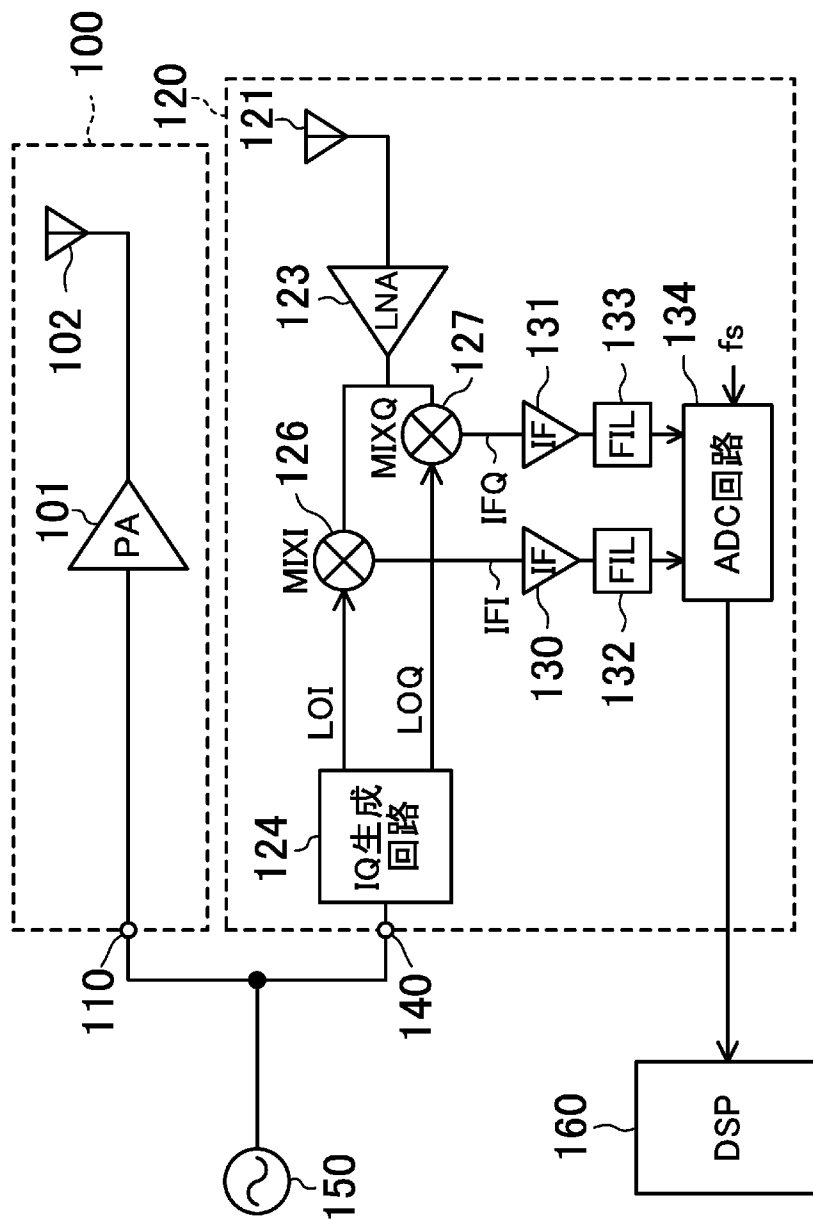 100
102
101
PA
110
120
121
123
LNA
127
MIXQ
126
MIXI
LOI
LOQ
124
IQ生成
回路
140
150
IFQ
IFI
131
IF
130
IF
133
FIL
132
FIL
134
fs
ADC回路
160
DSP